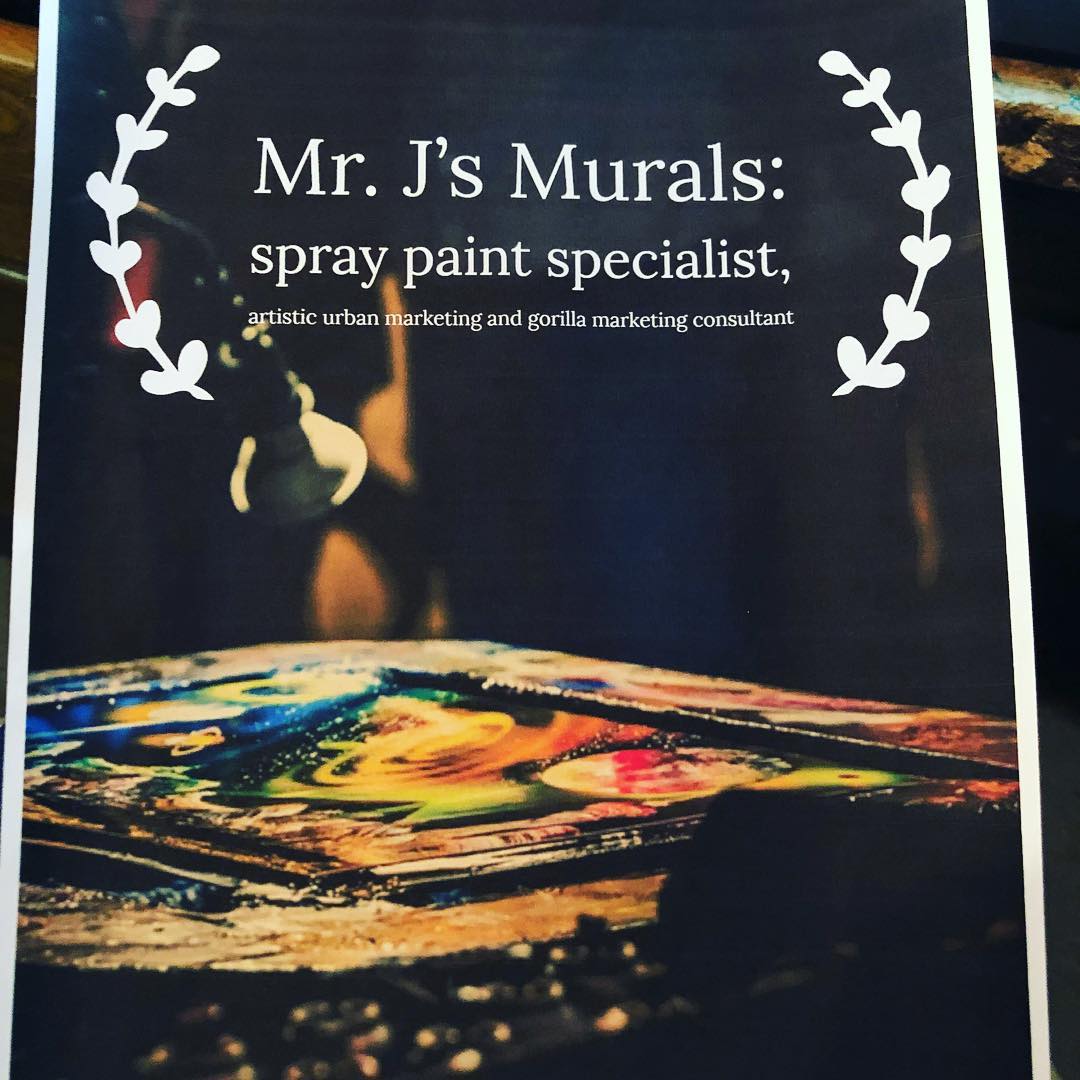 Mr. J's Murals:
spray paint specialist,
artistic urban marketing and gorilla marketing consultant